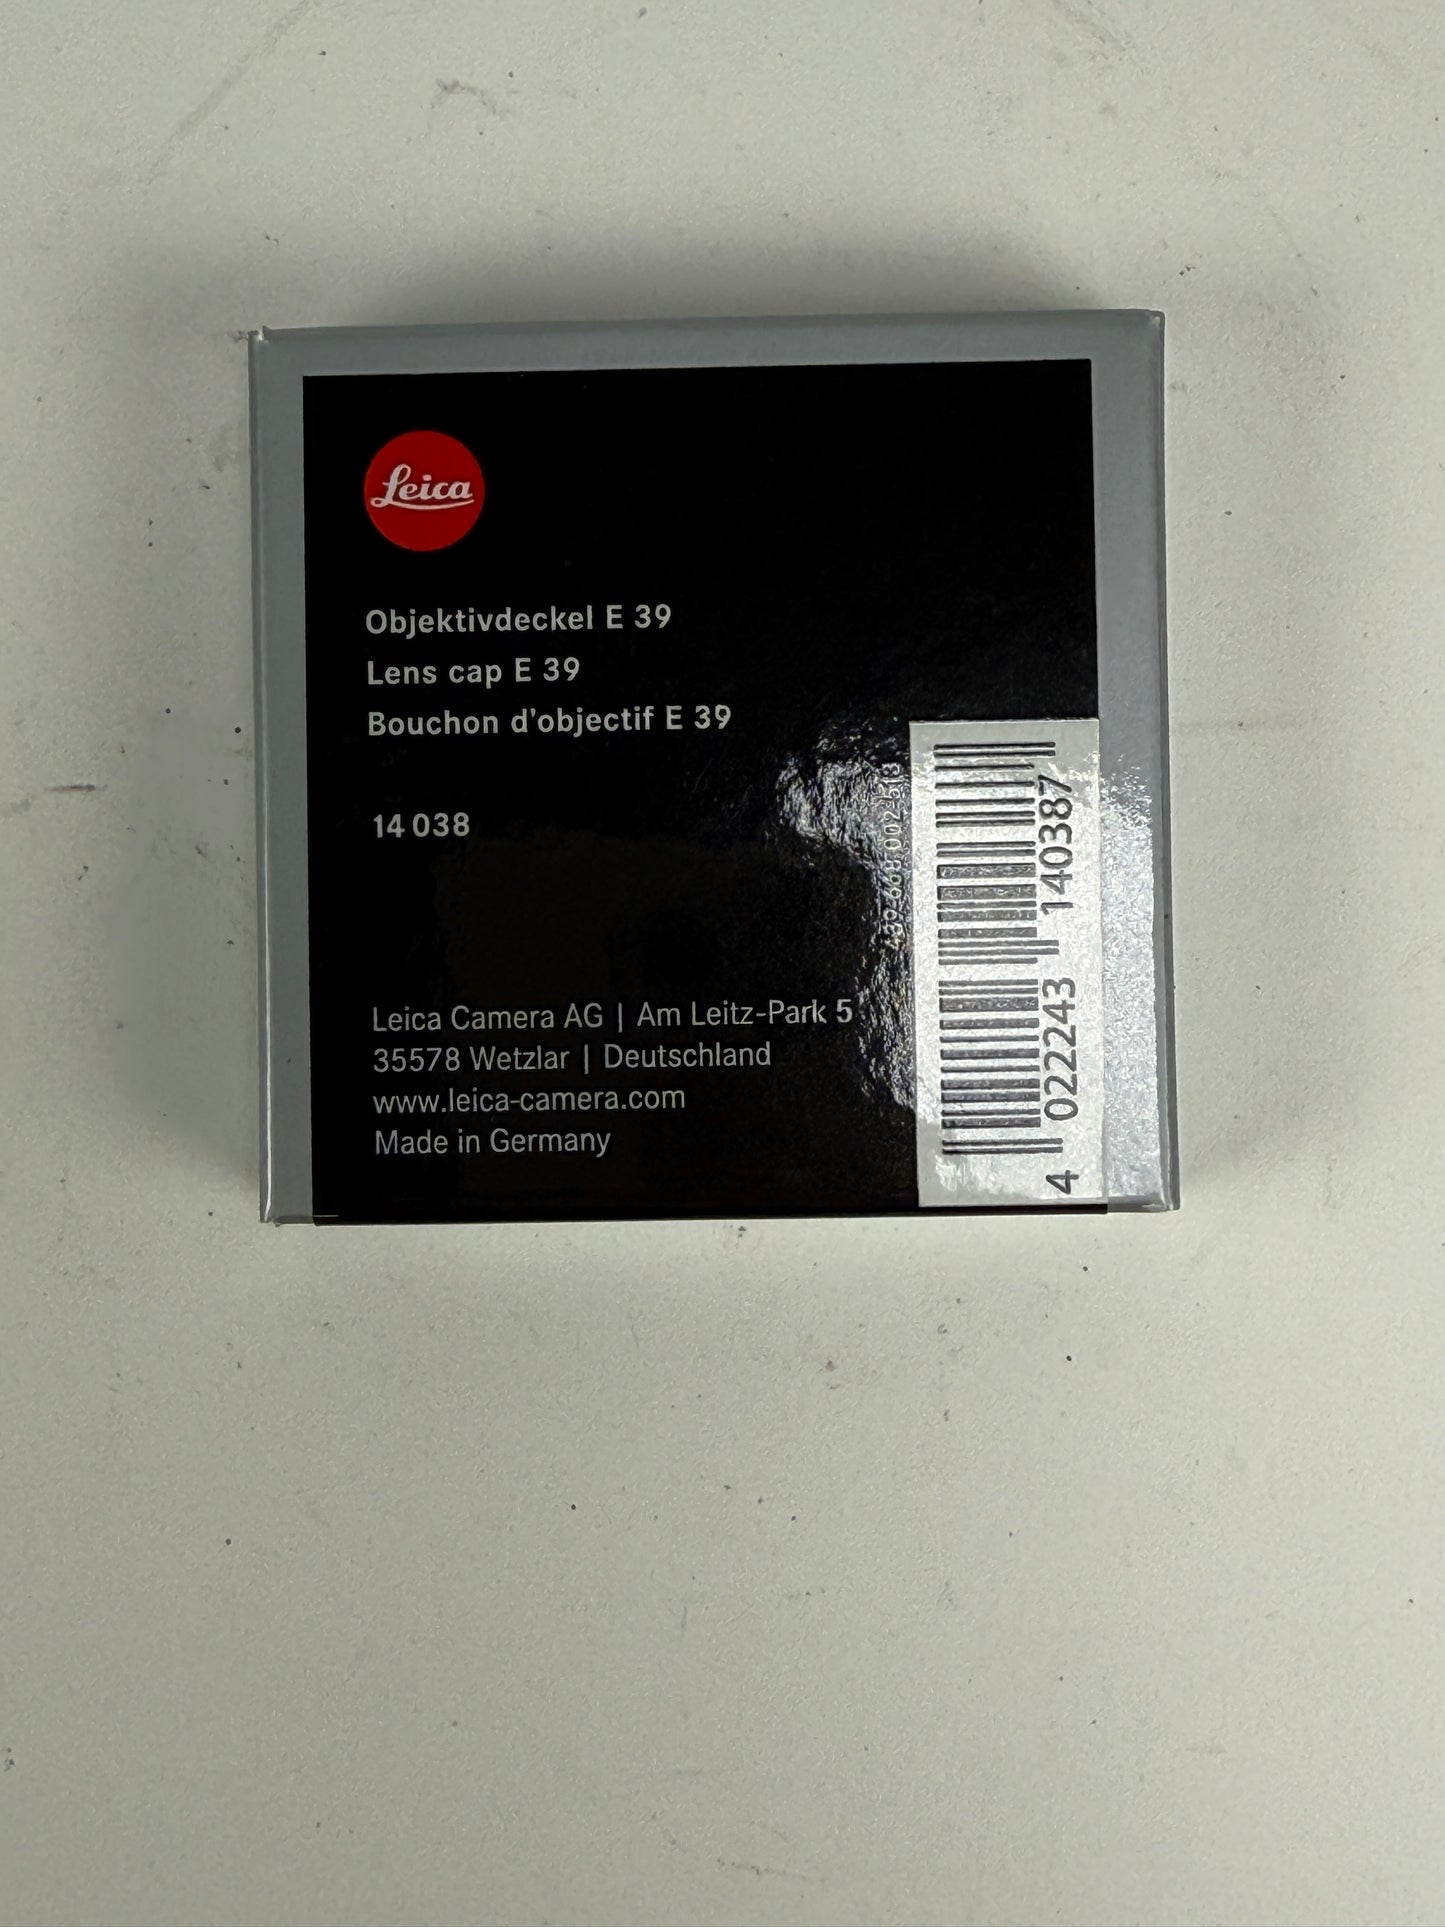 Leica
Objektivdeckel E 39
Lens cap E 39
Bouchon d'objectif E 39
14 038
Leica Camera AG | Am Leitz-Park 5
35578 Wetzlar | Deutschland
www.leica-camera.com
Made in Germany
4 022243 140387